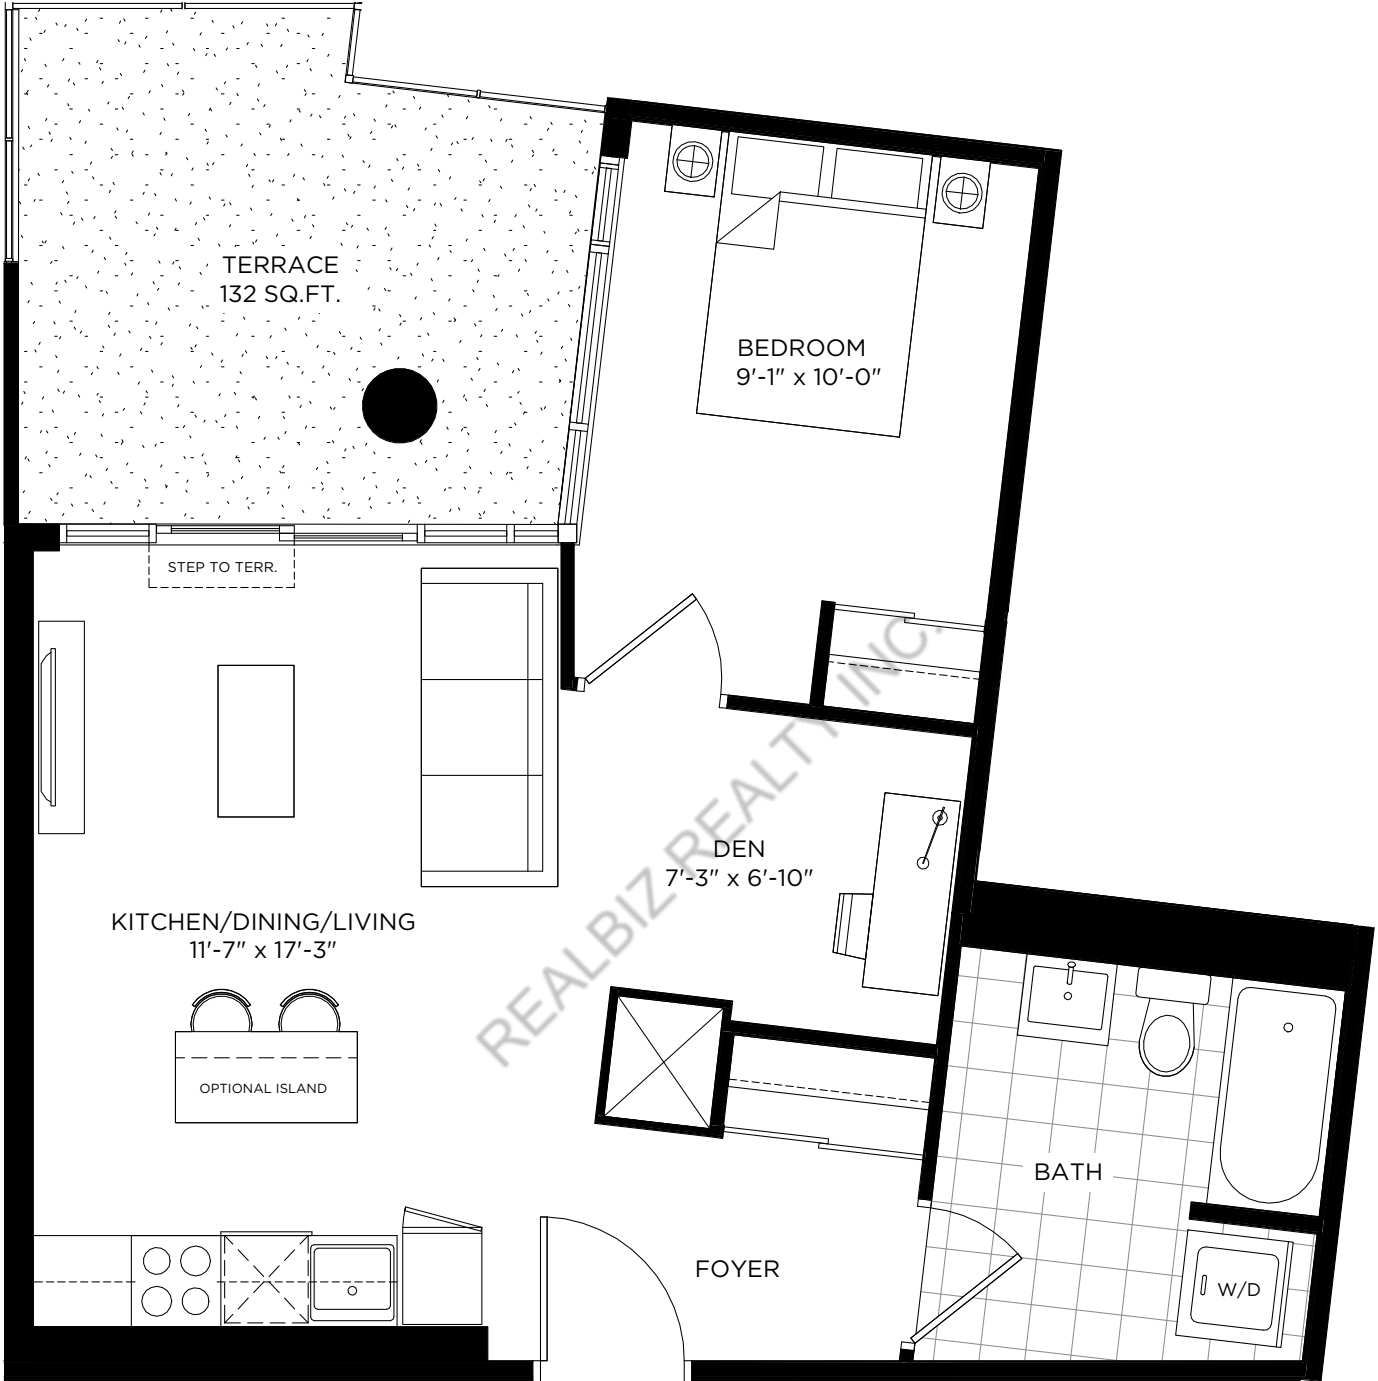 TERRACE
132 SQ.FT.
BEDROOM
9'-1" x 10'-0"
STEP TO TERR.
DEN
7'-3" x 6'-10"
KITCHEN/DINING/LIVING
11'-7" x 17'-3"
OPTIONAL ISLAND
BATH
FOYER
W/D
REALBIZ REALTY INC.